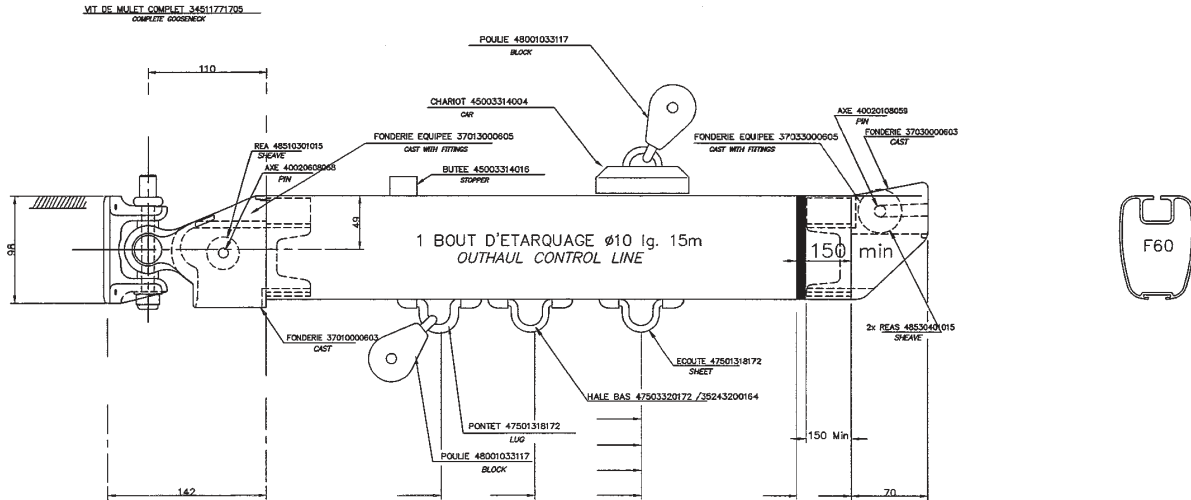 VIT DE MULET COMPLET 34511771705
COMPLETE GOOSENECK
POULIE 48001033117
BLOCK
110
CHARIOT 45003314004
CAR
AXE 40020108059
PIN
FONDERIE EQUIPEE 37013000605
CAST WITH FITTINGS
FONDERIE EQUIPEE 37033000605
CAST WITH FITTINGS
FONDERIE 37030000603
CAST
REA 48510301015
SHEAVE
AXE 40020608068
PIN
BUTEE 45003314016
STOPPER
98
49
1 BOUT D'ETARQUAGE ø10 lg. 15m
OUTHAUL CONTROL LINE
150 min
F60
FONDERIE 37010000603
CAST
2x REAS 48530401015
SHEAVE
ECOUTE 47501318172
SHEET
HALE BAS 47503320172 /35243200164
PONTET 47501318172
LUG
150 Min
POULIE 48001033117
BLOCK
142
70